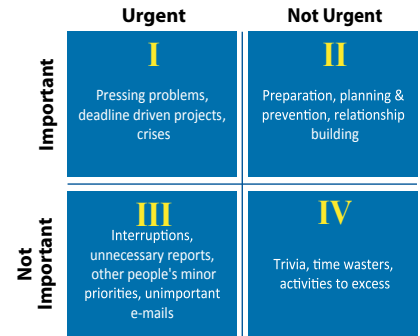 Urgent
Not Urgent
Important
I
Pressing problems,
deadline driven projects,
crises
II
Preparation, planning &
prevention, relationship
building
Not
Important
III
Interruptions,
unnecessary reports,
other people's minor
priorities, unimportant
e-mails
IV
Trivia, time wasters,
activities to excess